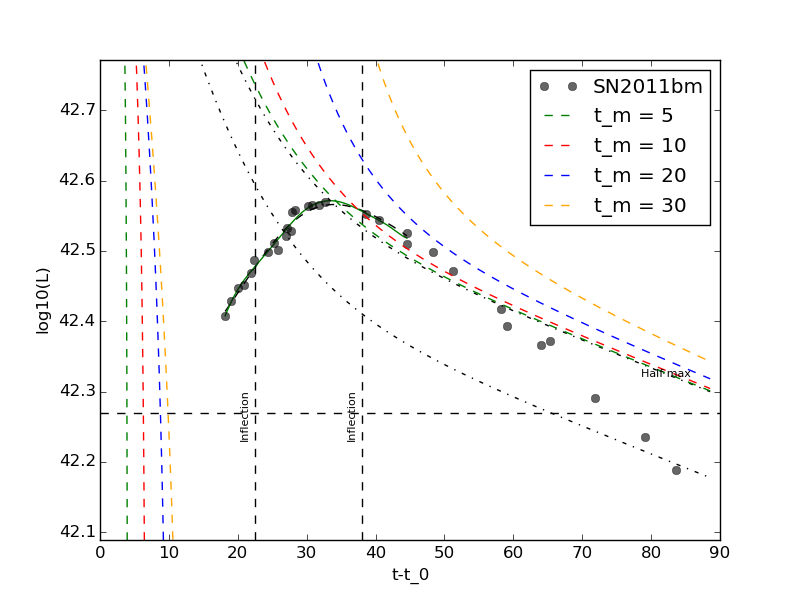 SN2011bm
t_m = 5
t_m = 10
t_m = 20
t_m = 30
42.7
42.6
42.5
42.4
42.3
42.2
42.1
log10(L)
Half max
Inflection
Inflection
0
10
20
30
40
50
60
70
80
90
t-t_0